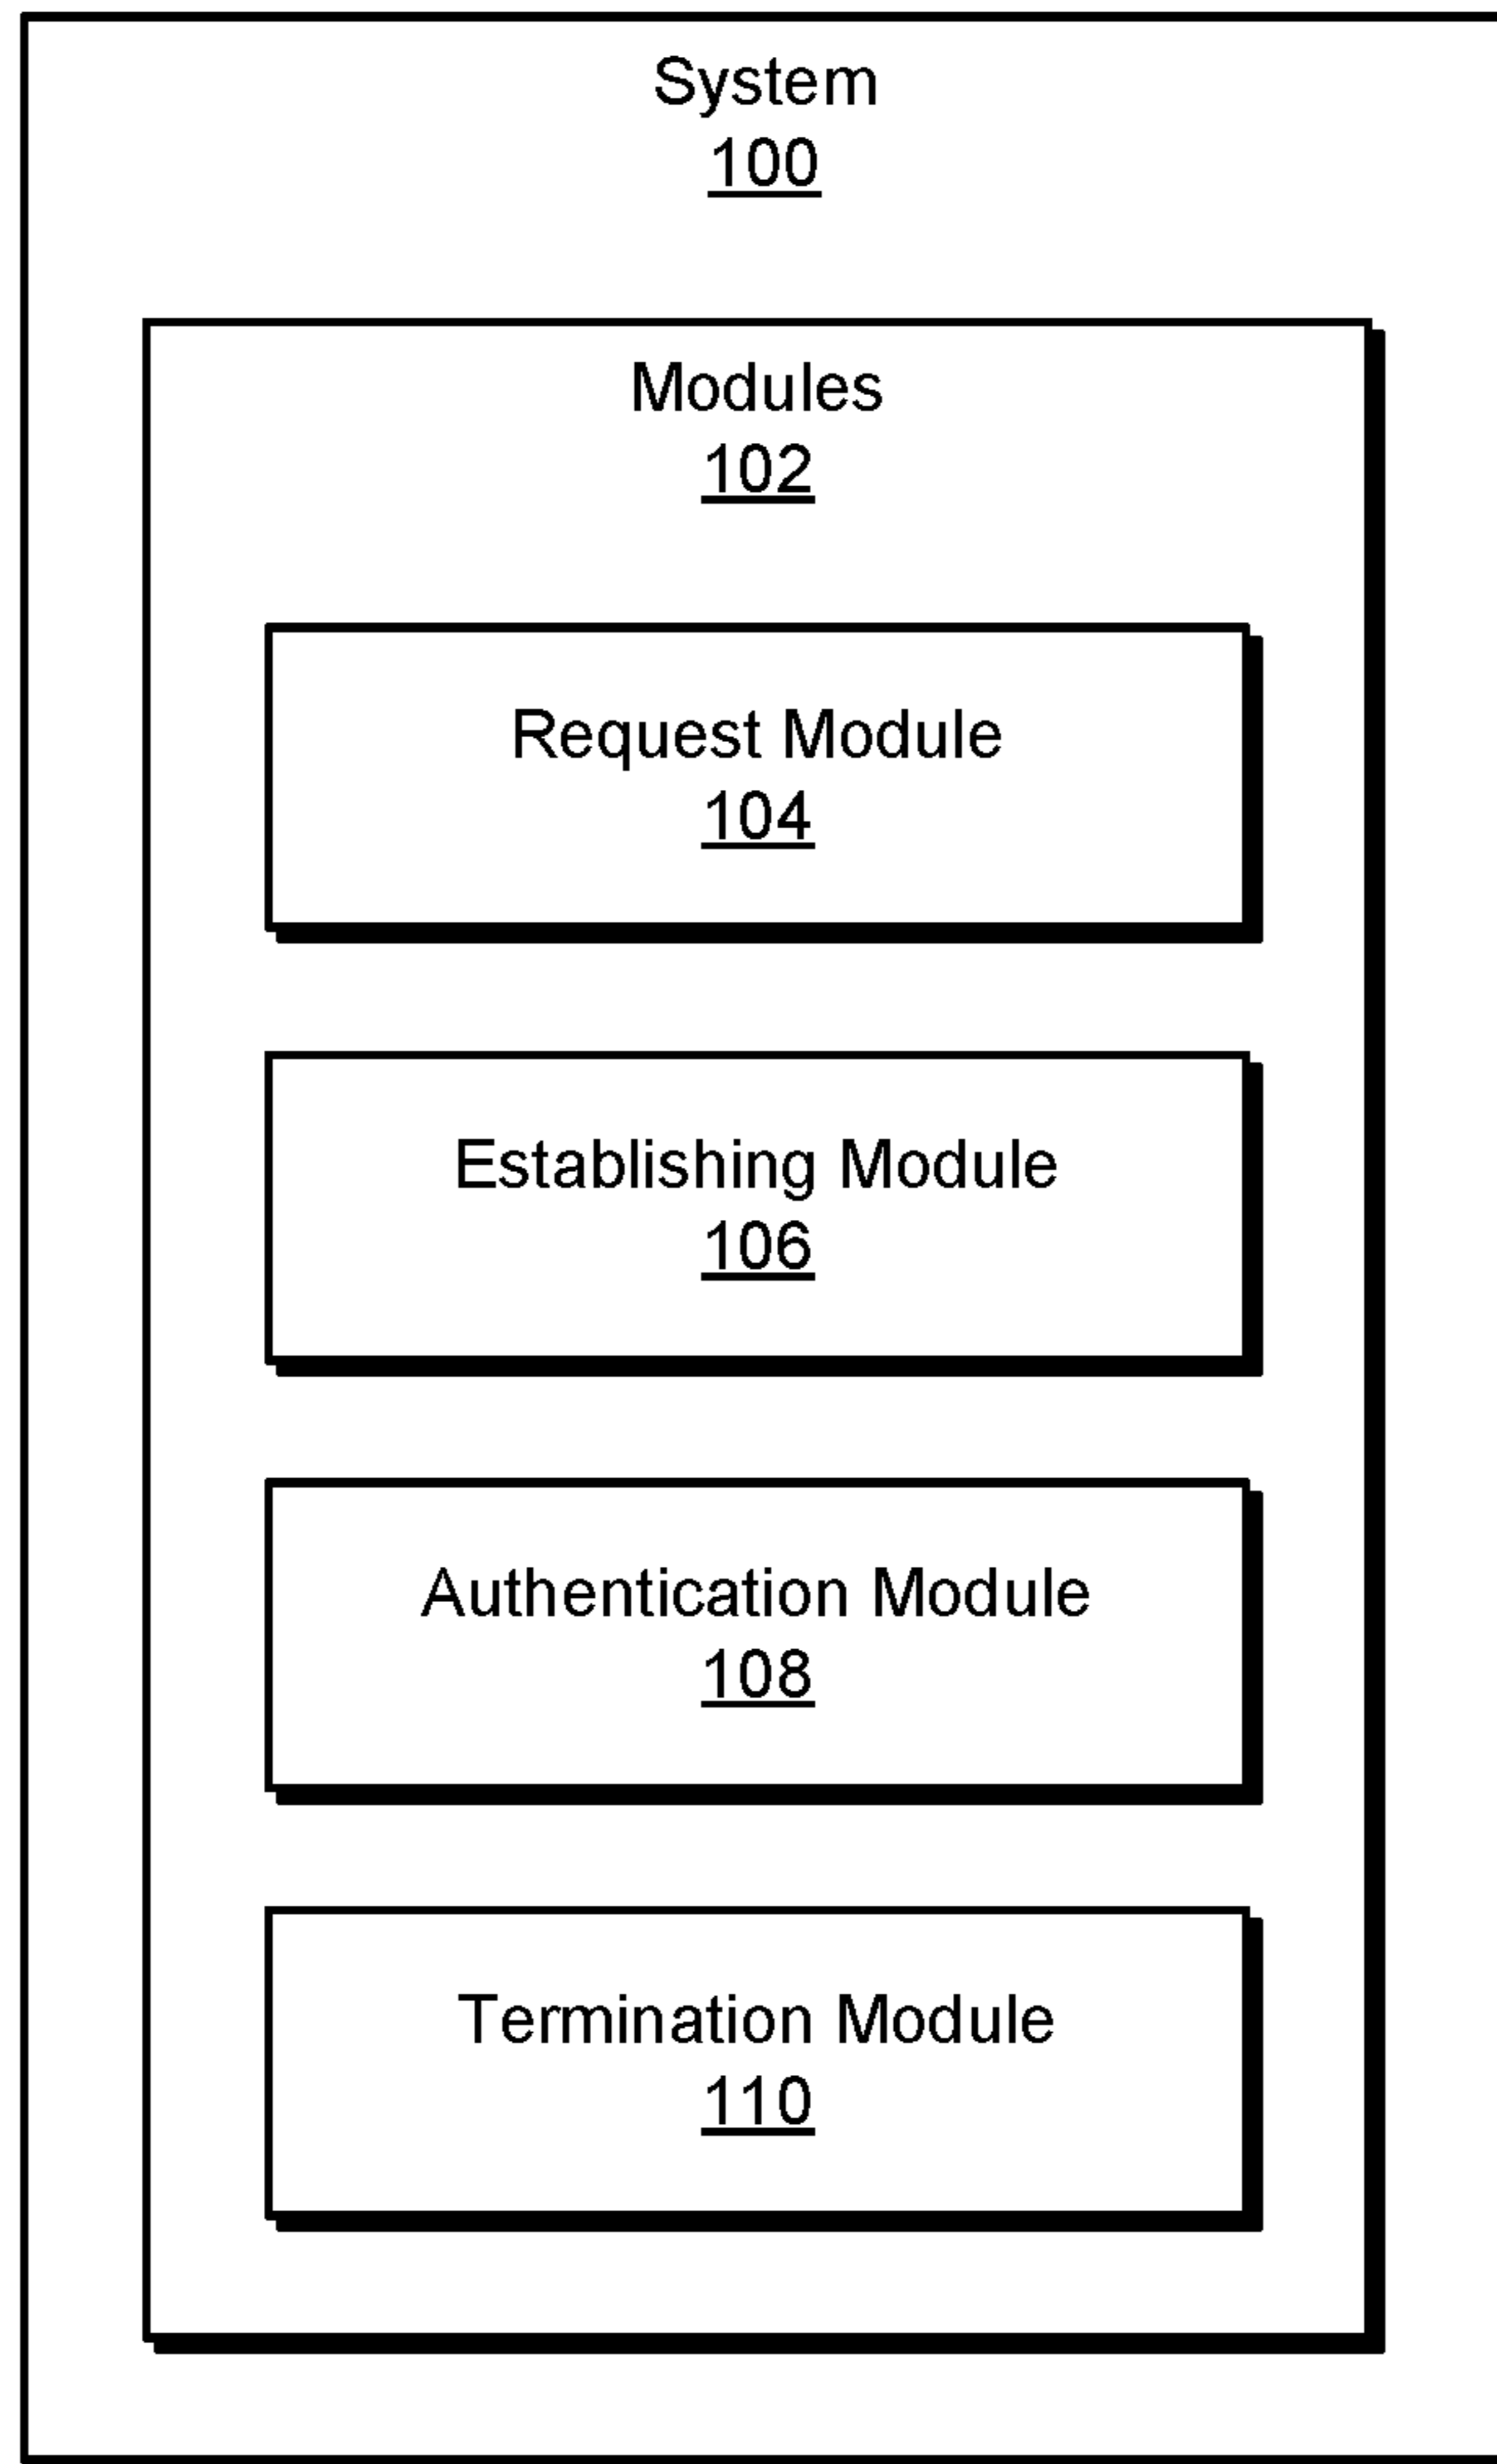 System
100
Modules
102
Request Module
104
Establishing Module
106
Authentication Module
108
Termination Module
110